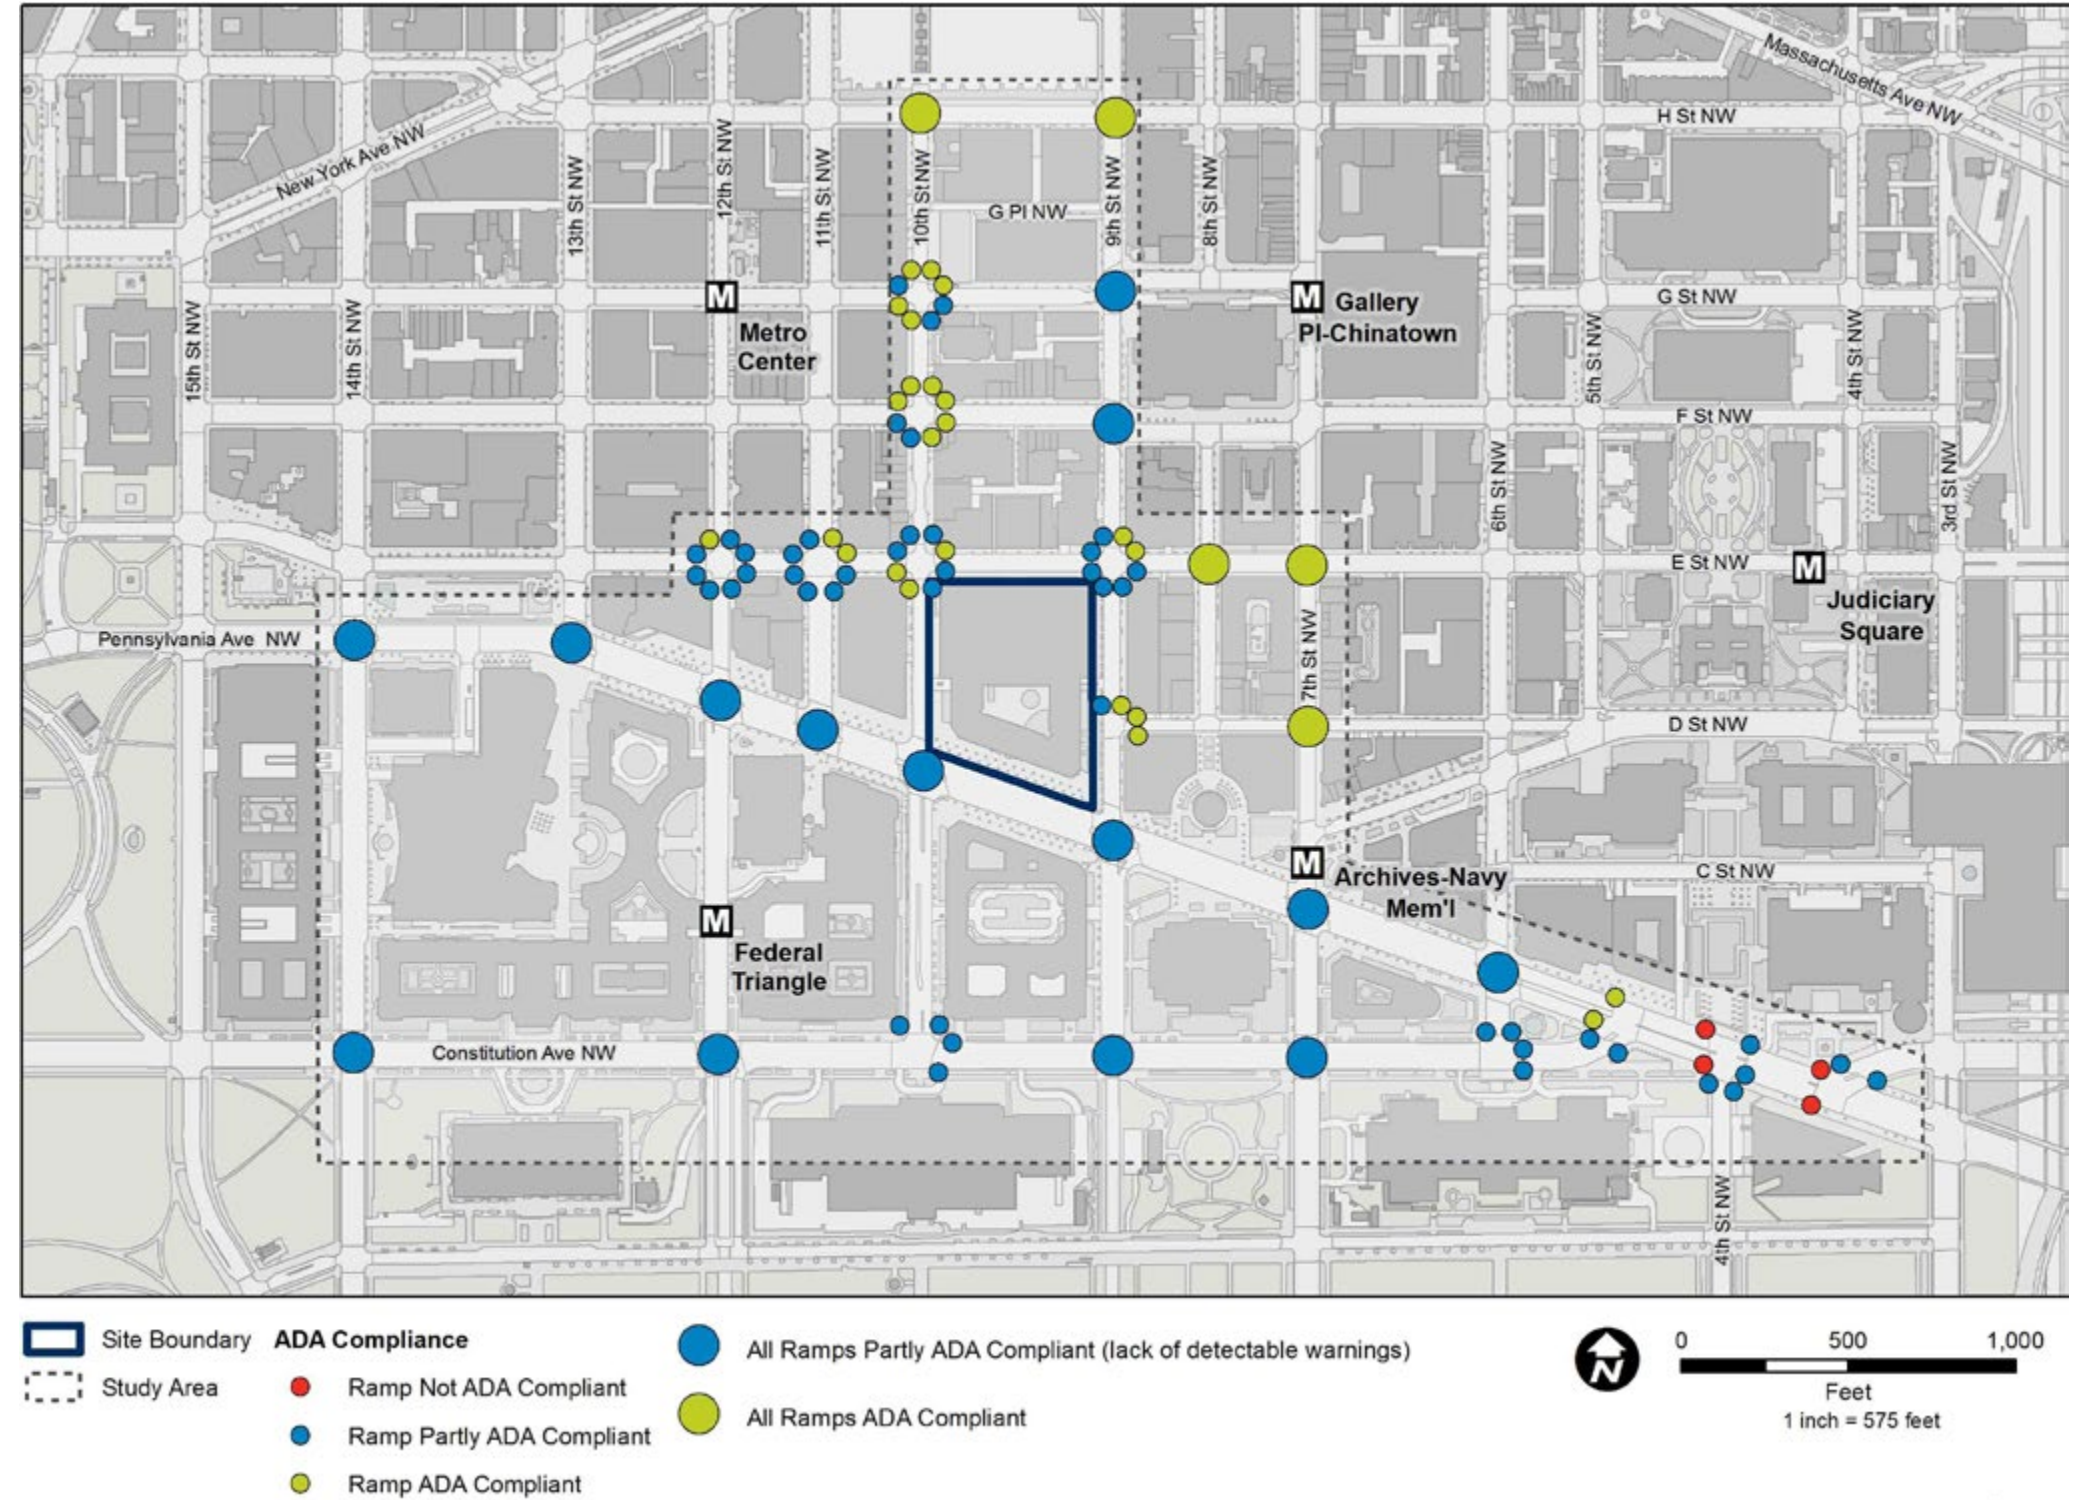 Massachusetts Ave NW
H St NW
New York Ave NW
12th St NW
13th St NW
11th St NW
10th St NW
9th St NW
8th St NW
G Pl NW
M
M
Gallery
Pl-Chinatown
G St NW
Metro
Center
15th St NW
14th St NW
5th St NW
4th St NW
F St NW
6th St NW
3rd St NW
E St NW
M
Judiciary
Square
Pennsylvania Ave NW
7th St NW
D St NW
M
Archives-Navy
Mem'l
C St NW
M
Federal
Triangle
Constitution Ave NW
4th St NW
Site Boundary
Study Area
ADA Compliance
Ramp Not ADA Compliant
Ramp Partly ADA Compliant
Ramp ADA Compliant
All Ramps Partly ADA Compliant (lack of detectable warnings)
All Ramps ADA Compliant
N
0 500 1,000
Feet
1 inch = 575 feet